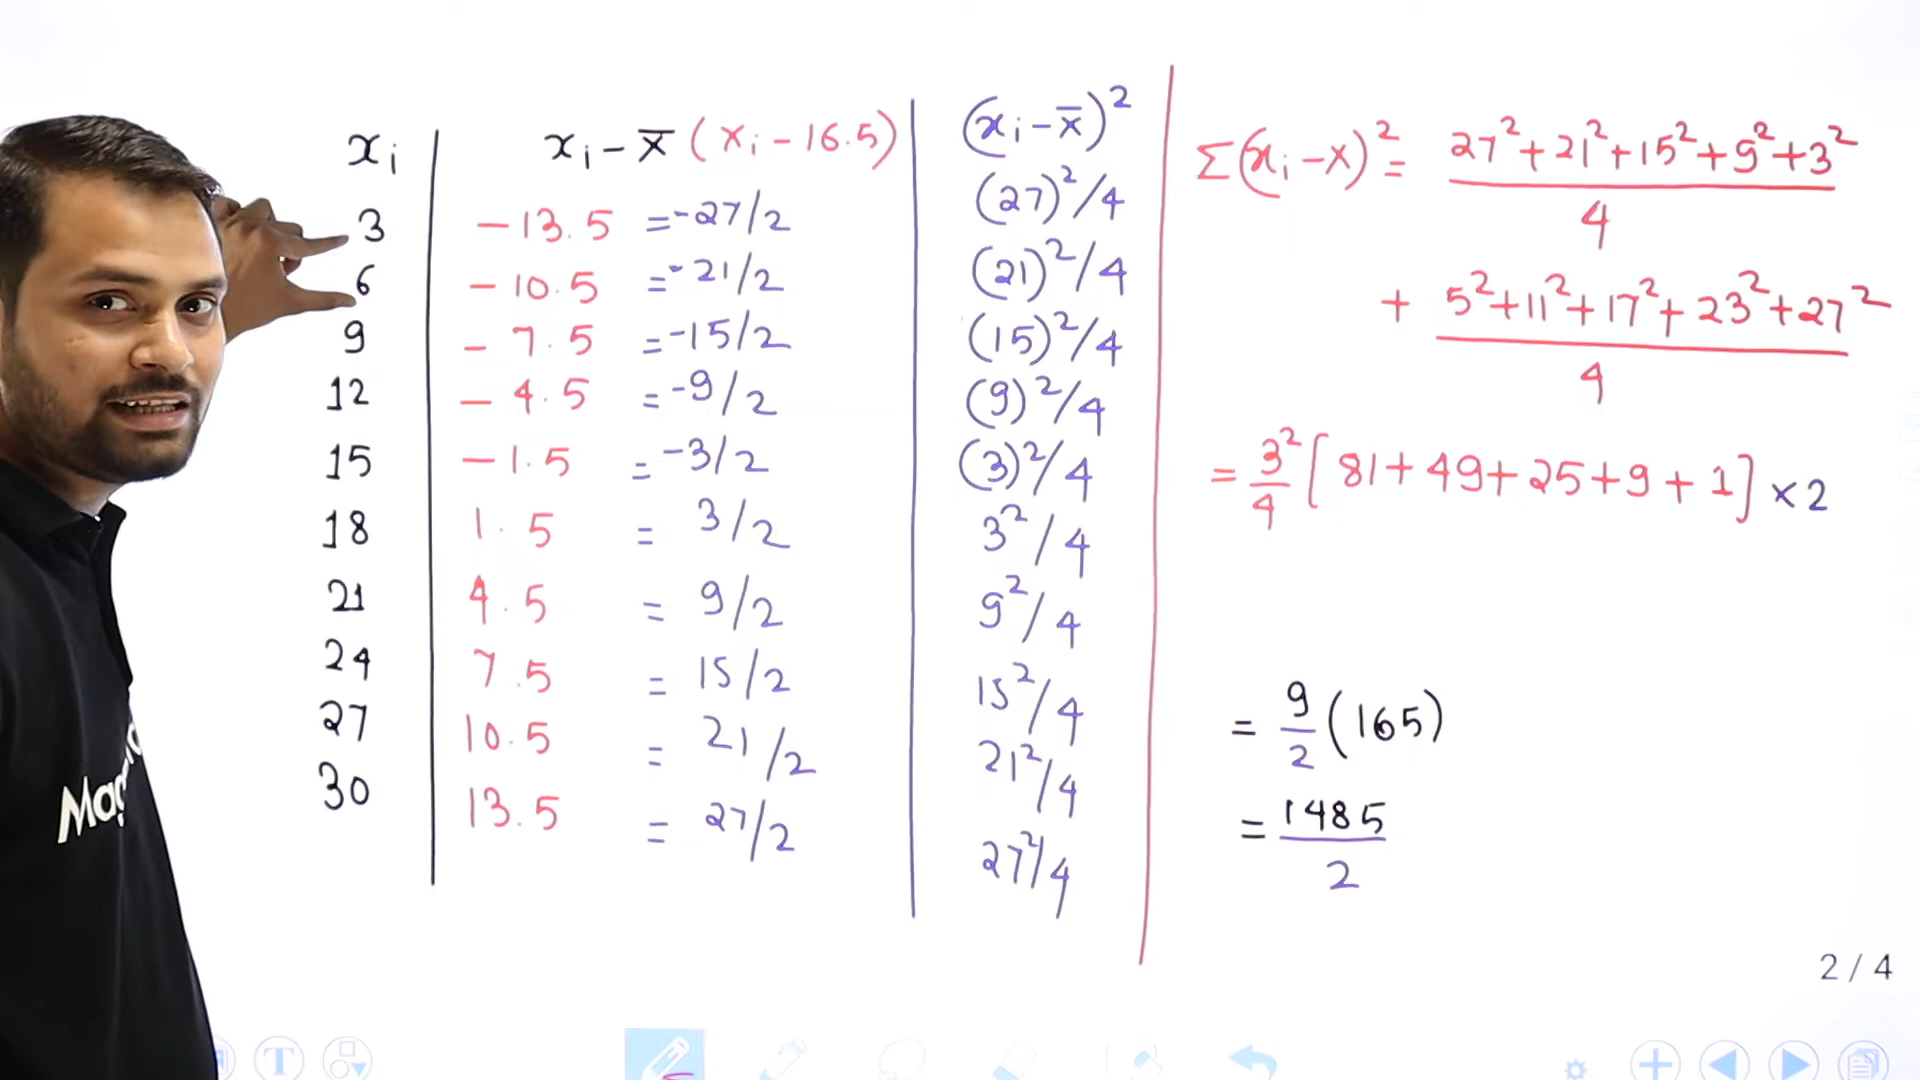 xᵢ | xᵢ − x̅ (xᵢ − 16.5) | (xᵢ − x̅)²
3 | − 13.5 = -27/2 | (27)²/4
6 | − 10.5 = -21/2 | (21)²/4
9 | − 7.5 = -15/2 | (15)²/4
12 | − 4.5 = -9/2 | (9)²/4
15 | − 1.5 = -3/2 | (3)²/4
18 | 1.5 = 3/2 | 3²/4
21 | 4.5 = 9/2 | 9²/4
24 | 7.5 = 15/2 | 15²/4
27 | 10.5 = 21/2 | 21²/4
30 | 13.5 = 27/2 | 27²/4
Σ(xᵢ − x)² = (27² + 21² + 15² + 9² + 3²)/4
+ (5² + 11² + 17² + 23² + 27²)/4
= 3²/4 [81 + 49 + 25 + 9 + 1] × 2
= 9/2 (165)
= 1485/2
2 / 4
T